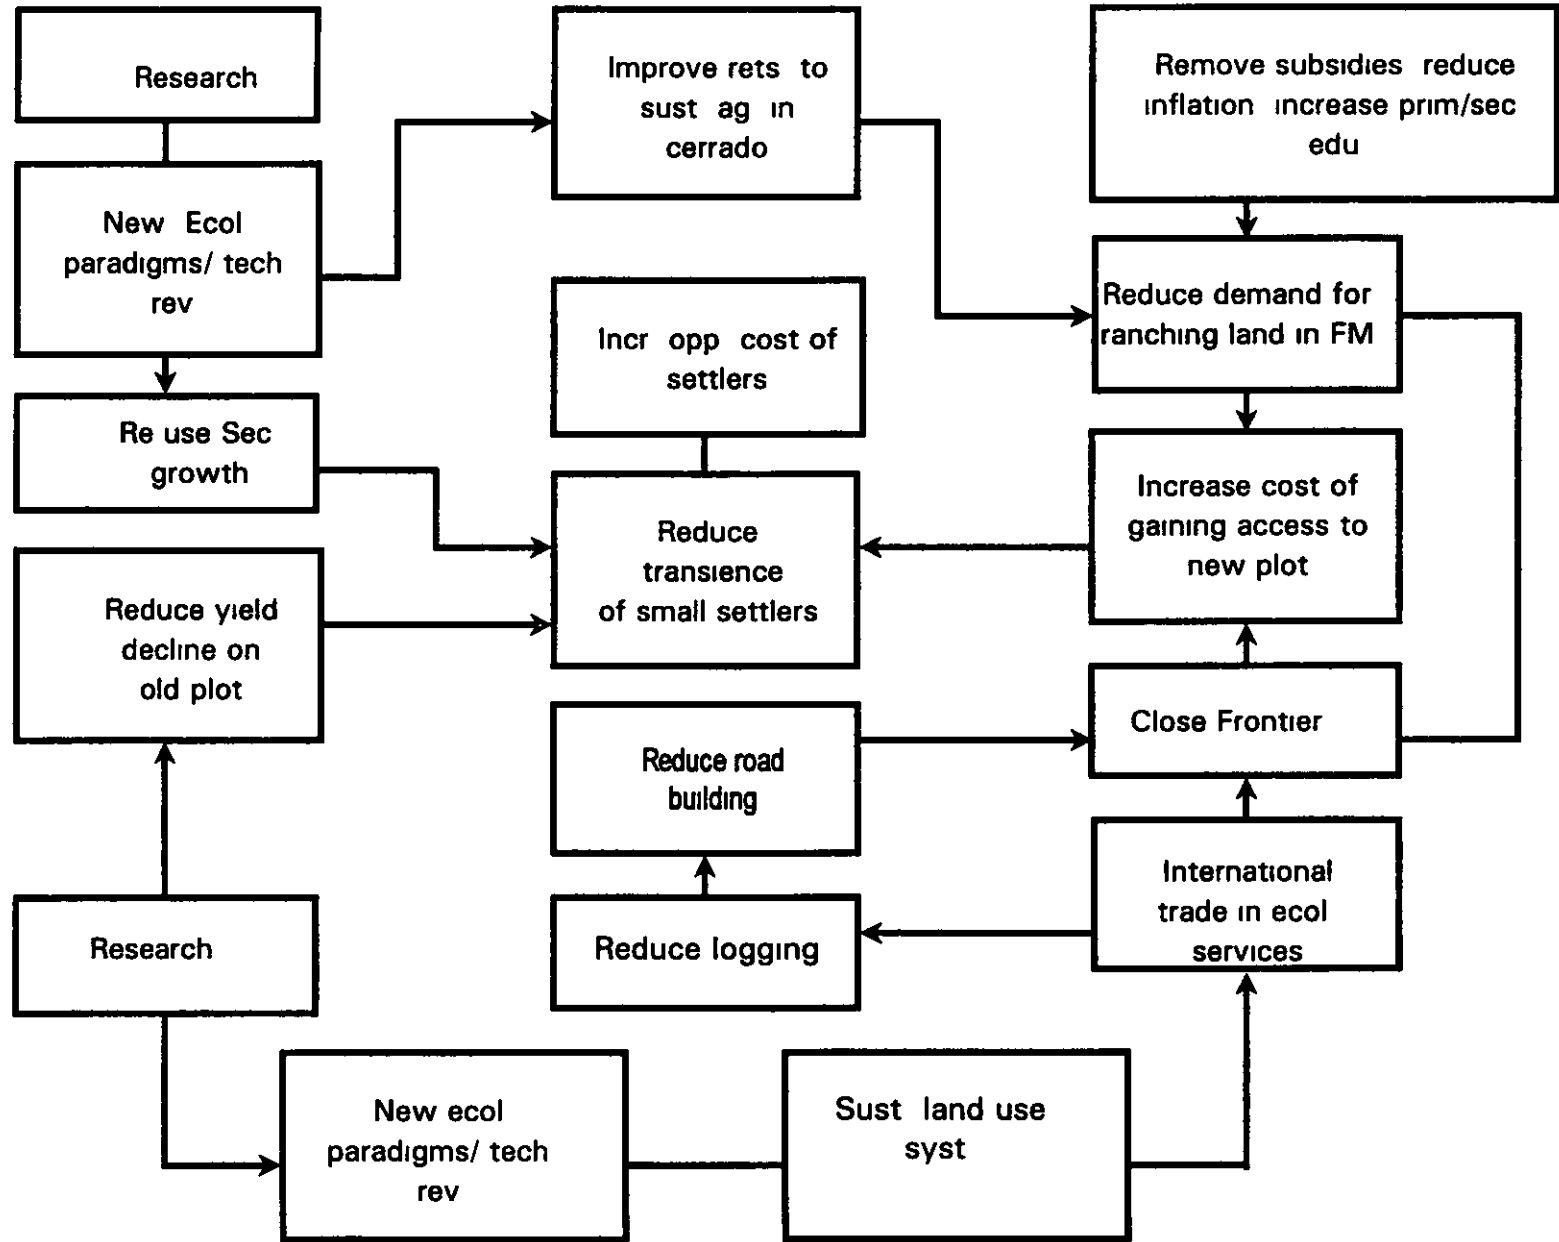 Research
New Ecol
paradigms/ tech
rev
Re use Sec
growth
Reduce yield
decline on
old plot
Research
New ecol
paradigms/ tech
rev
Improve rets to
sust ag in
cerrado
Incr opp cost of
settlers
Reduce
transience
of small settlers
Reduce road
building
Reduce logging
Sust land use
syst
Remove subsidies reduce
inflation increase prim/sec
edu
Reduce demand for
ranching land in FM
Increase cost of
gaining access to
new plot
Close Frontier
International
trade in ecol
services